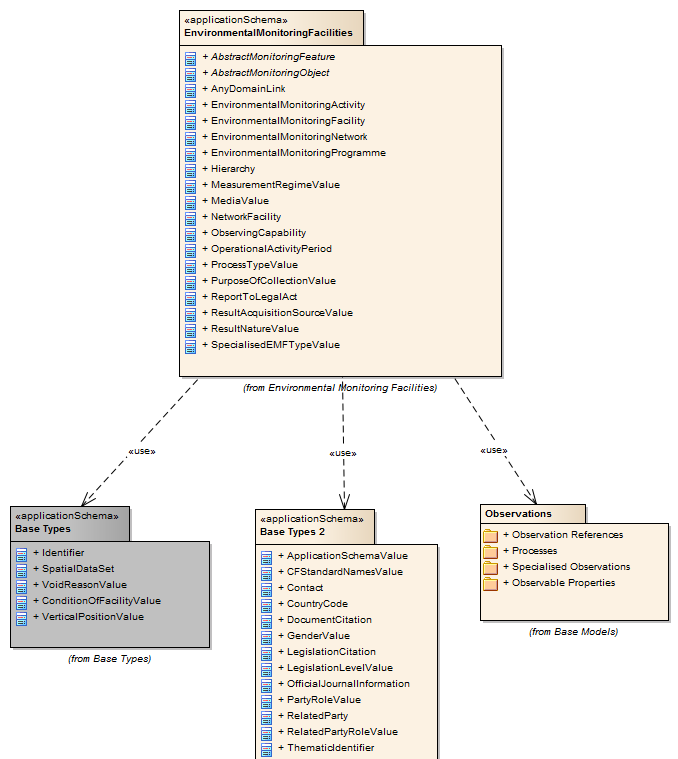 «applicationSchema»
EnvironmentalMonitoringFacilities
+ AbstractMonitoringFeature
+ AbstractMonitoringObject
+ AnyDomainLink
+ EnvironmentalMonitoringActivity
+ EnvironmentalMonitoringFacility
+ EnvironmentalMonitoringNetwork
+ EnvironmentalMonitoringProgramme
+ Hierarchy
+ MeasurementRegimeValue
+ MediaValue
+ NetworkFacility
+ ObservingCapability
+ OperationalActivityPeriod
+ ProcessTypeValue
+ PurposeOfCollectionValue
+ ReportToLegalAct
+ ResultAcquisitionSourceValue
+ ResultNatureValue
+ SpecialisedEMFTypeValue
(from Environmental Monitoring Facilities)
«use»
«use»
«use»
«applicationSchema»
Base Types
+ Identifier
+ SpatialDataSet
+ VoidReasonValue
+ ConditionOfFacilityValue
+ VerticalPositionValue
(from Base Types)
«applicationSchema»
Base Types 2
+ ApplicationSchemaValue
+ CFStandardNamesValue
+ Contact
+ CountryCode
+ DocumentCitation
+ GenderValue
+ LegislationCitation
+ LegislationLevelValue
+ OfficialJournalInformation
+ PartyRoleValue
+ RelatedParty
+ RelatedPartyRoleValue
+ ThematicIdentifier
Observations
+ Observation References
+ Processes
+ Specialised Observations
+ Observable Properties
(from Base Models)